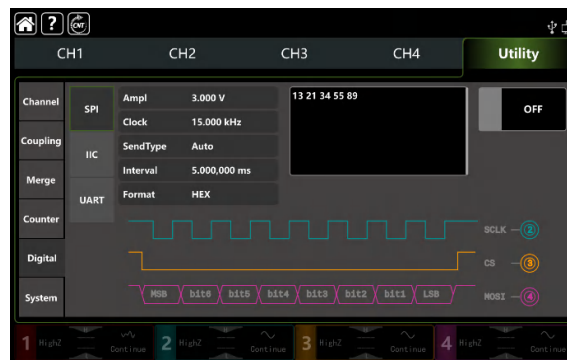 ? CNT
CH1 CH2 CH3 CH4 Utility
Channel
Coupling
Merge
Counter
Digital
System
SPI
IIC
UART
Ampl 3.000 V
Clock 15.000 kHz
SendType Auto
Interval 5.000,000 ms
Format HEX
13 21 34 55 89
OFF
SCLK 2
CS 3
MSB bit6 bit5 bit4 bit3 bit2 bit1 LSB
MOSI 4
1 HighZ Continue 2 HighZ Continue 3 HighZ Continue 4 HighZ Continue